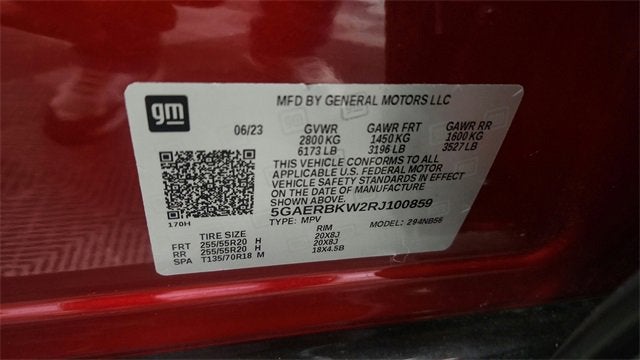 gm
MFD BY GENERAL MOTORS LLC
06/23 GVWR GAWR FRT GAWR RR
2800 KG 1450 KG 1600 KG
6173 LB 3196 LB 3527 LB
THIS VEHICLE CONFORMS TO ALL
APPLICABLE U.S. FEDERAL MOTOR
VEHICLE SAFETY STANDARDS IN EFFECT
ON THE DATE OF MANUFACTURE
SHOWN ABOVE.
5GAERBKW2RJ100859
TYPE: MPV MODEL: 294NB56
170H
TIRE SIZE RIM
FRT 255/55R20 H 20X8J
RR 255/55R20 H 20X8J
SPA T135/70R18 M 18X4.5B